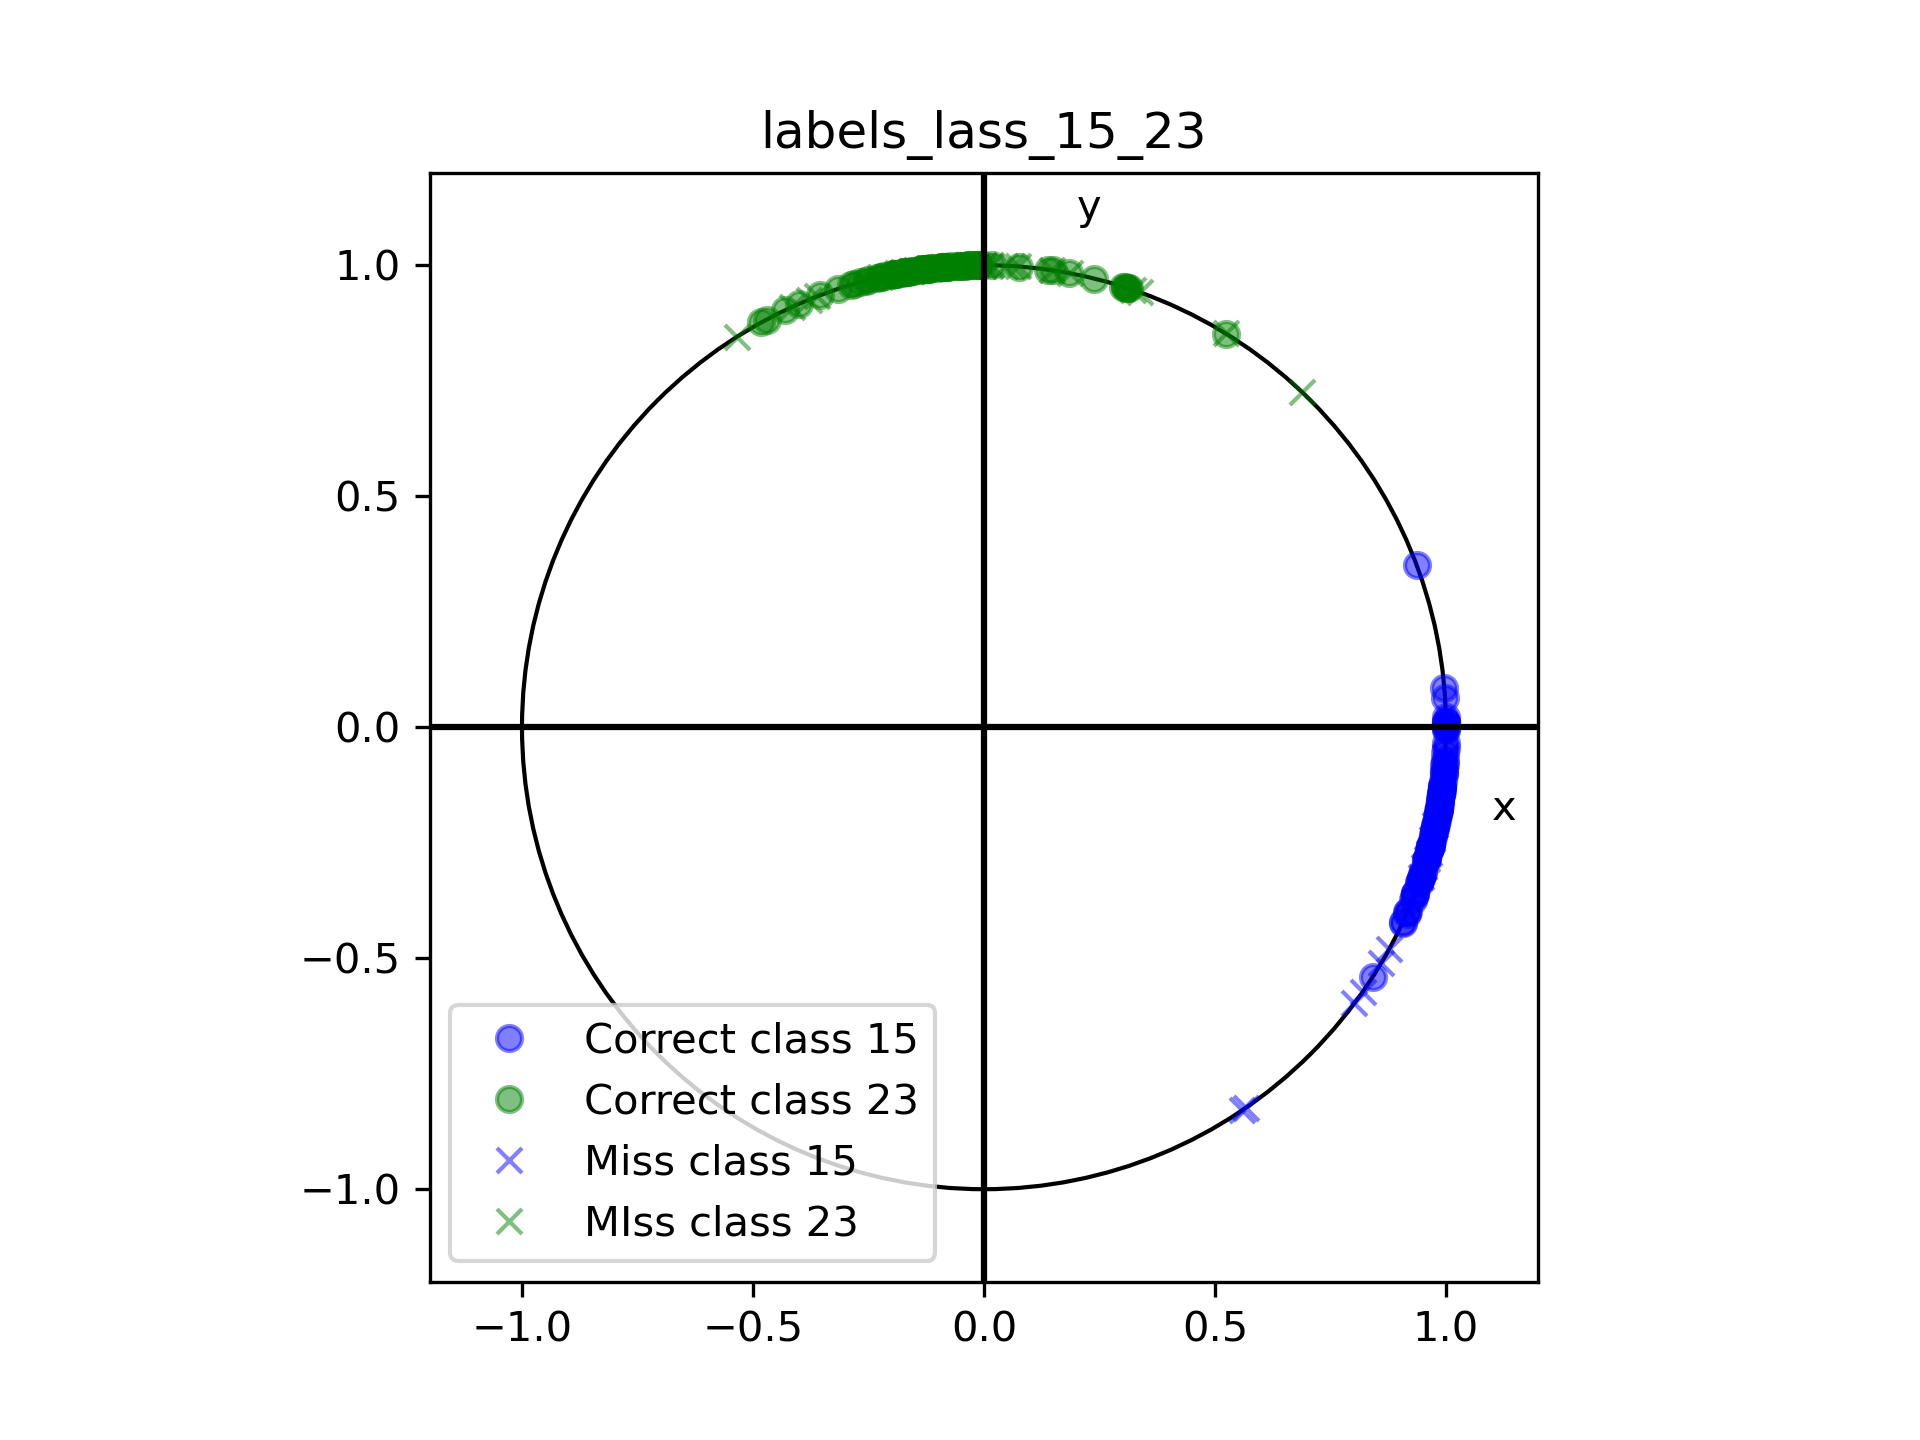 labels_lass_15_23
y
1.0
0.5
0.0
−0.5
−1.0
x
Correct class 15
Correct class 23
Miss class 15
MIss class 23
−1.0 −0.5 0.0 0.5 1.0